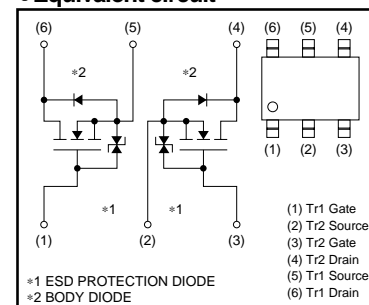 Equivalent circuit
(6) (5) (4) (6) (5) (4)
∗2 ∗2
∗1 ∗1
(1) (2) (3)
(1) (2) (3)
(1) Tr1 Gate
(2) Tr2 Source
(3) Tr2 Gate
(4) Tr2 Drain
(5) Tr1 Source
(6) Tr1 Drain
∗1 ESD PROTECTION DIODE
∗2 BODY DIODE